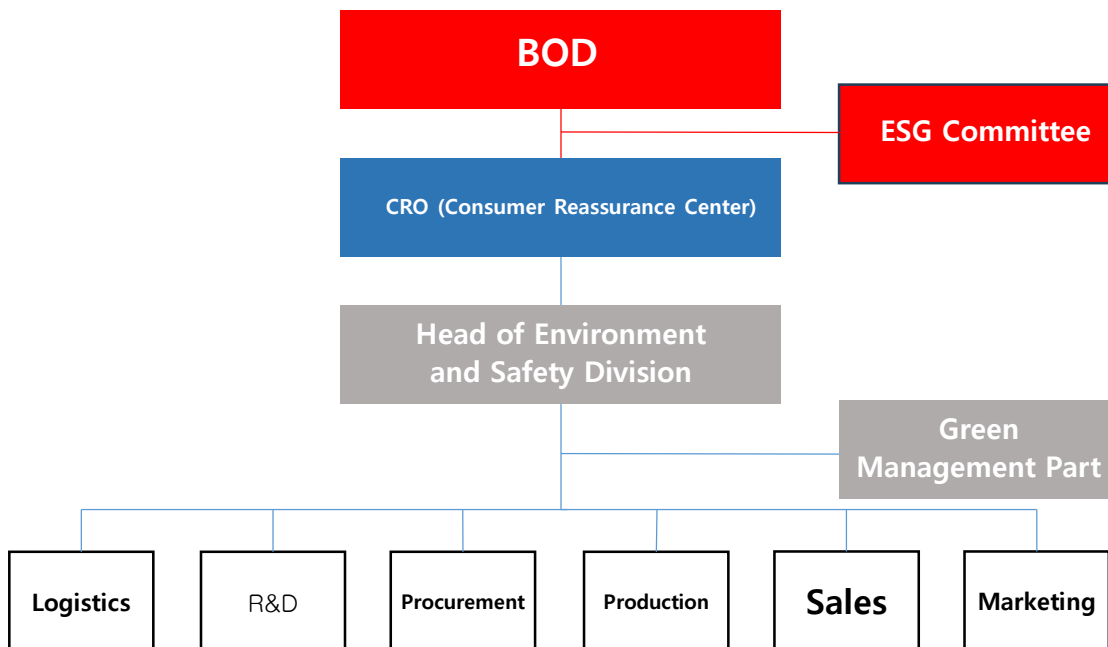 BOD
ESG Committee
CRO (Consumer Reassurance Center)
Head of Environment
and Safety Division
Green
Management Part
Logistics
R&D
Procurement
Production
Sales
Marketing